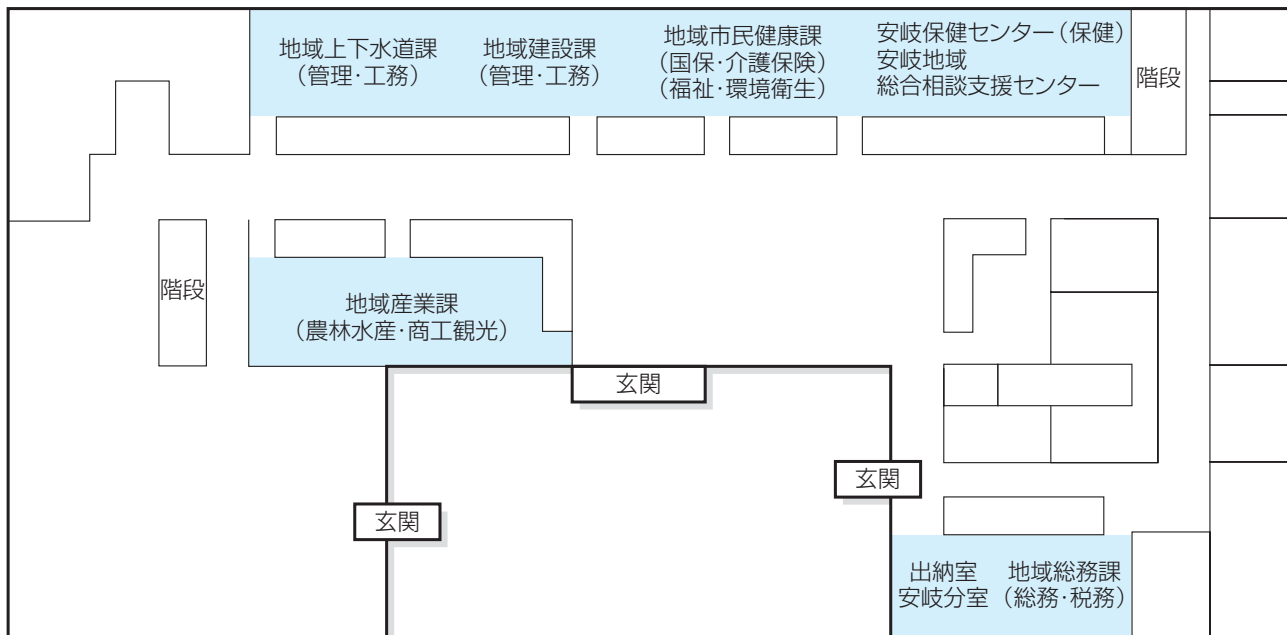 地域上下水道課
（管理・工務）
地域建設課
（管理・工務）
地域市民健康課
（国保・介護保険）
（福祉・環境衛生）
安岐保健センター（保健）
安岐地域
総合相談支援センター
階段
階段
地域産業課
（農林水産・商工観光）
玄関
玄関
玄関
出納室
安岐分室
地域総務課
（総務・税務）